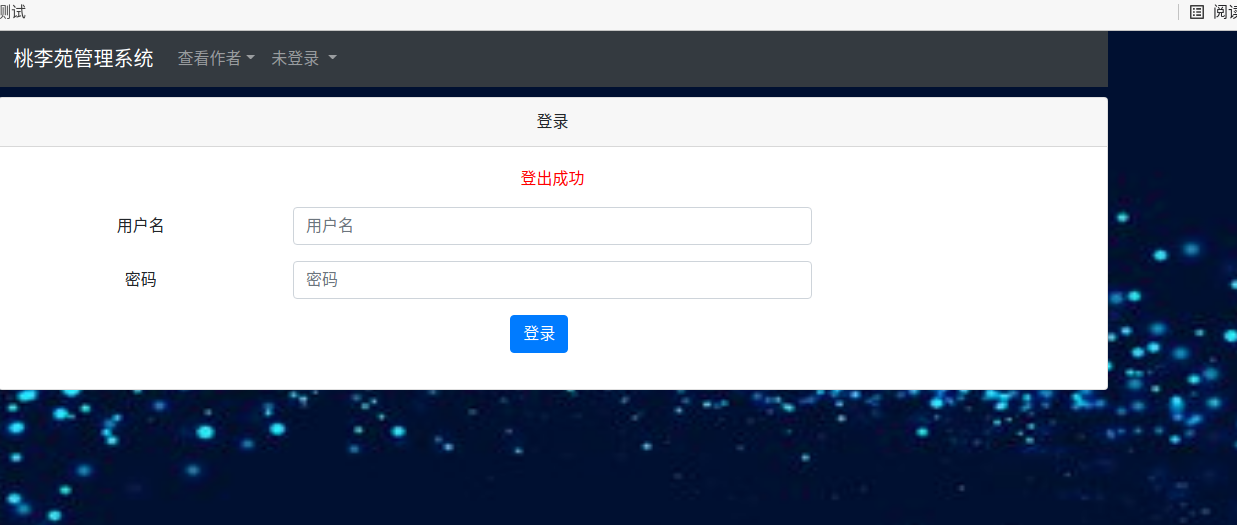 测试 阅读
桃李苑管理系统 查看作者 未登录
登录
登出成功
用户名 用户名
密码 密码
登录